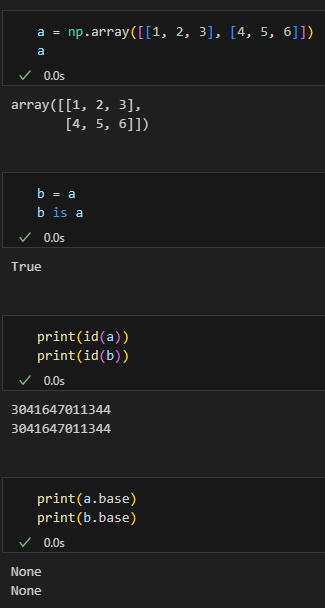 a = np.array([[1, 2, 3], [4, 5, 6]])
a
0.0s
array([[1, 2, 3],
       [4, 5, 6]])
b = a
b is a
0.0s
True
print(id(a))
print(id(b))
0.0s
3041647011344
3041647011344
print(a.base)
print(b.base)
0.0s
None
None